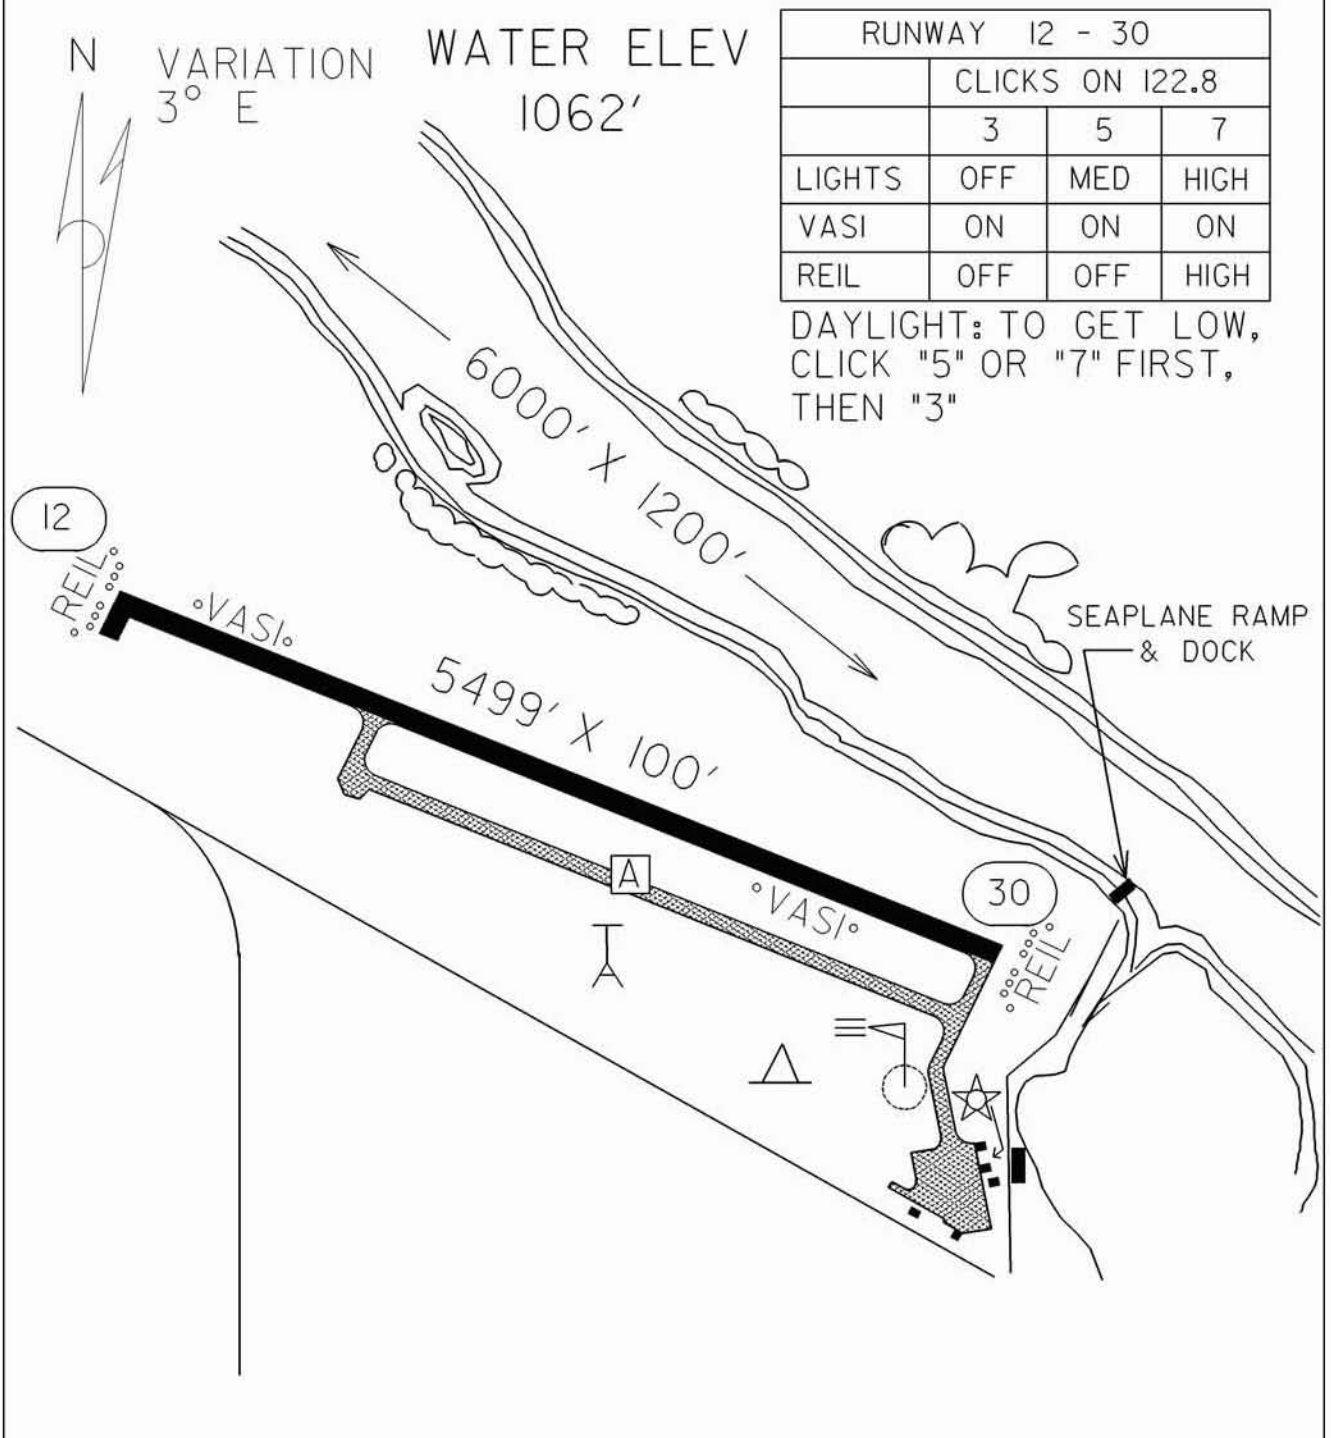 N
VARIATION
3° E
WATER ELEV
1062'
RUNWAY 12 - 30
CLICKS ON 122.8
3 5 7
LIGHTS OFF MED HIGH
VASI ON ON ON
REIL OFF OFF HIGH
DAYLIGHT: TO GET LOW,
CLICK "5" OR "7" FIRST,
THEN "3"
6000' X 1200'
12
REIL
VASI
SEAPLANE RAMP
& DOCK
5499' X 100'
A
VASI
30
REIL
A